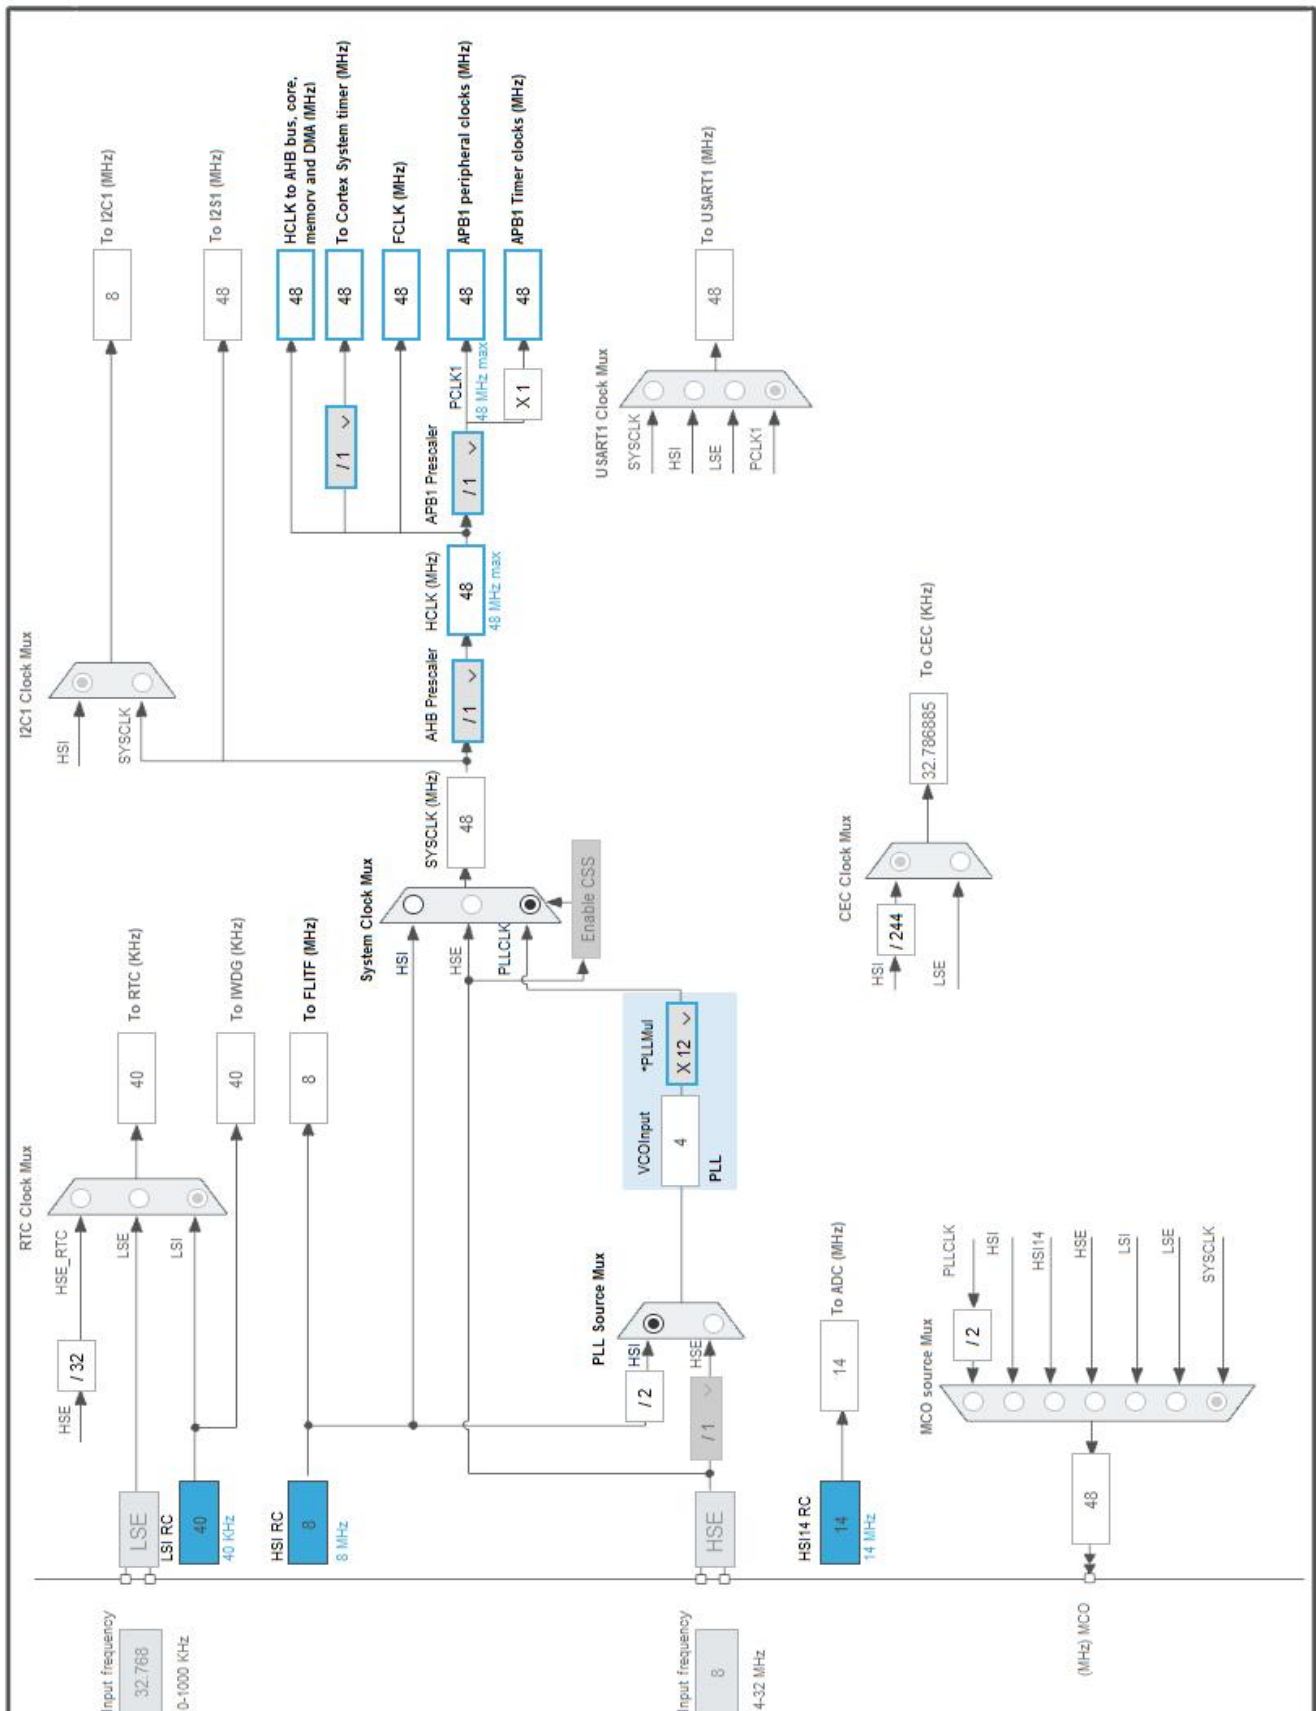 RTC Clock Mux
HSE
/ 32
HSE_RTC
Input frequency
32.768
0-1000 KHz
LSE
LSE
40
To RTC (KHz)
LSI RC
40
40 KHz
LSI
40
To IWDG (KHz)
HSI RC
8
8 MHz
8
To FLITF (MHz)
I2C1 Clock Mux
HSI
SYSCLK
8
To I2C1 (MHz)
48
To I2S1 (MHz)
System Clock Mux
HSI
HSE
PLLCLK
Enable CSS
SYSCLK (MHz)
48
AHB Prescaler
/ 1
HCLK (MHz)
48
48 MHz max
APB1 Prescaler
/ 1
PCLK1
48 MHz max
X 1
/ 1
48
HCLK to AHB bus, core,
memory and DMA (MHz)
48
To Cortex System timer (MHz)
48
FCLK (MHz)
48
APB1 peripheral clocks (MHz)
48
APB1 Timer clocks (MHz)
PLL Source Mux
/ 2
HSI
HSE
/ 1
Input frequency
8
4-32 MHz
HSE
VCOInput
4
*PLLMul
X 12
PLL
USART1 Clock Mux
SYSCLK
HSI
LSE
PCLK1
48
To USART1 (MHz)
HSI14 RC
14
14 MHz
14
To ADC (MHz)
CEC Clock Mux
HSI
/ 244
LSE
32.786885
To CEC (KHz)
MCO source Mux
PLLCLK
/ 2
HSI
HSI14
HSE
LSI
LSE
SYSCLK
48
(MHz) MCO